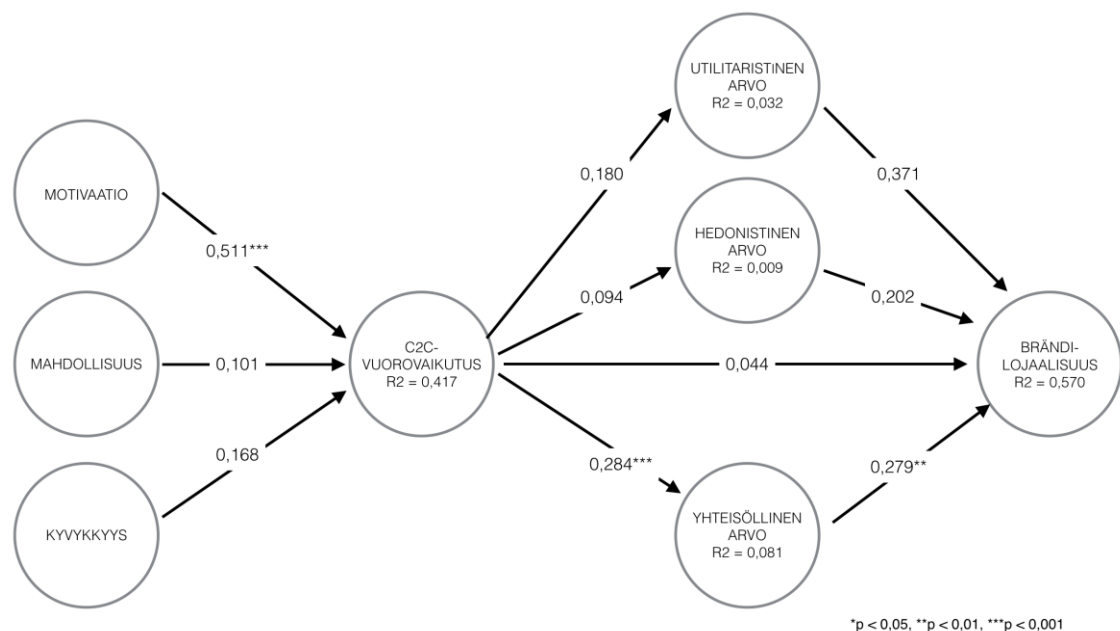 UTILITARISTINEN
ARVO
R2 = 0,032
MOTIVAATIO
0,511***
0,180
0,371
HEDONISTINEN
ARVO
R2 = 0,009
0,094
0,202
MAHDOLLISUUS
0,101
C2C-
VUOROVAIKUTUS
R2 = 0,417
0,044
BRÄNDI-
LOJAALISUUS
R2 = 0,570
0,168
0,284***
0,279**
KYVYKKYYS
YHTEISÖLLINEN
ARVO
R2 = 0,081
*p < 0,05, **p < 0,01, ***p < 0,001